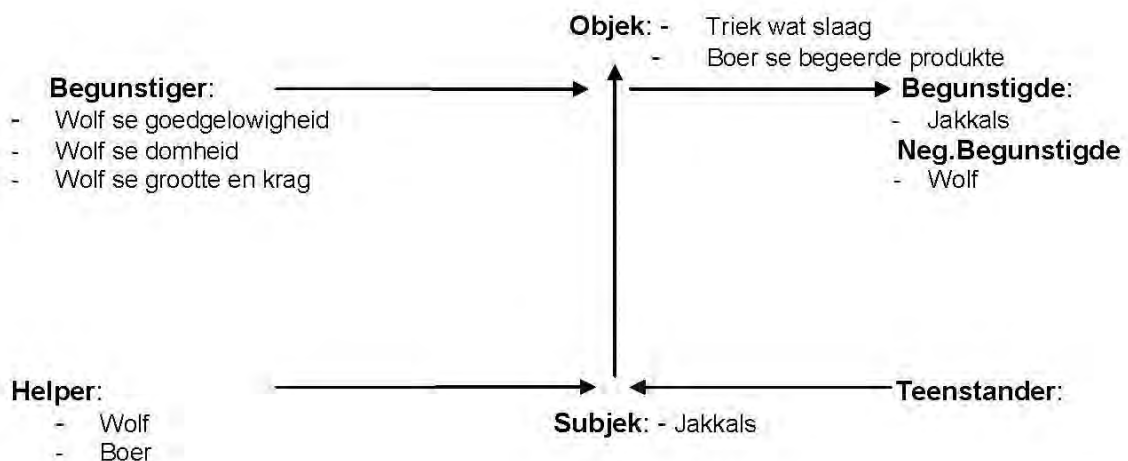 Objek: - Triek wat slaag
- Boer se begeerde produkte
Begunstiger:
- Wolf se goedgelowigheid
- Wolf se domheid
- Wolf se grootte en krag
Begunstigde:
- Jakkals
Neg.Begunstigde
- Wolf
Helper:
- Wolf
- Boer
Subjek: - Jakkals
Teenstander: